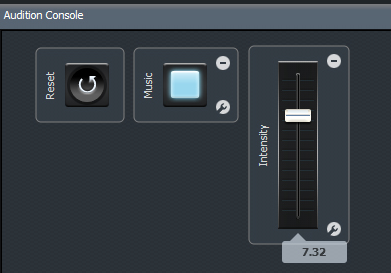 Audition Console
Reset
Music
Intensity
7.32